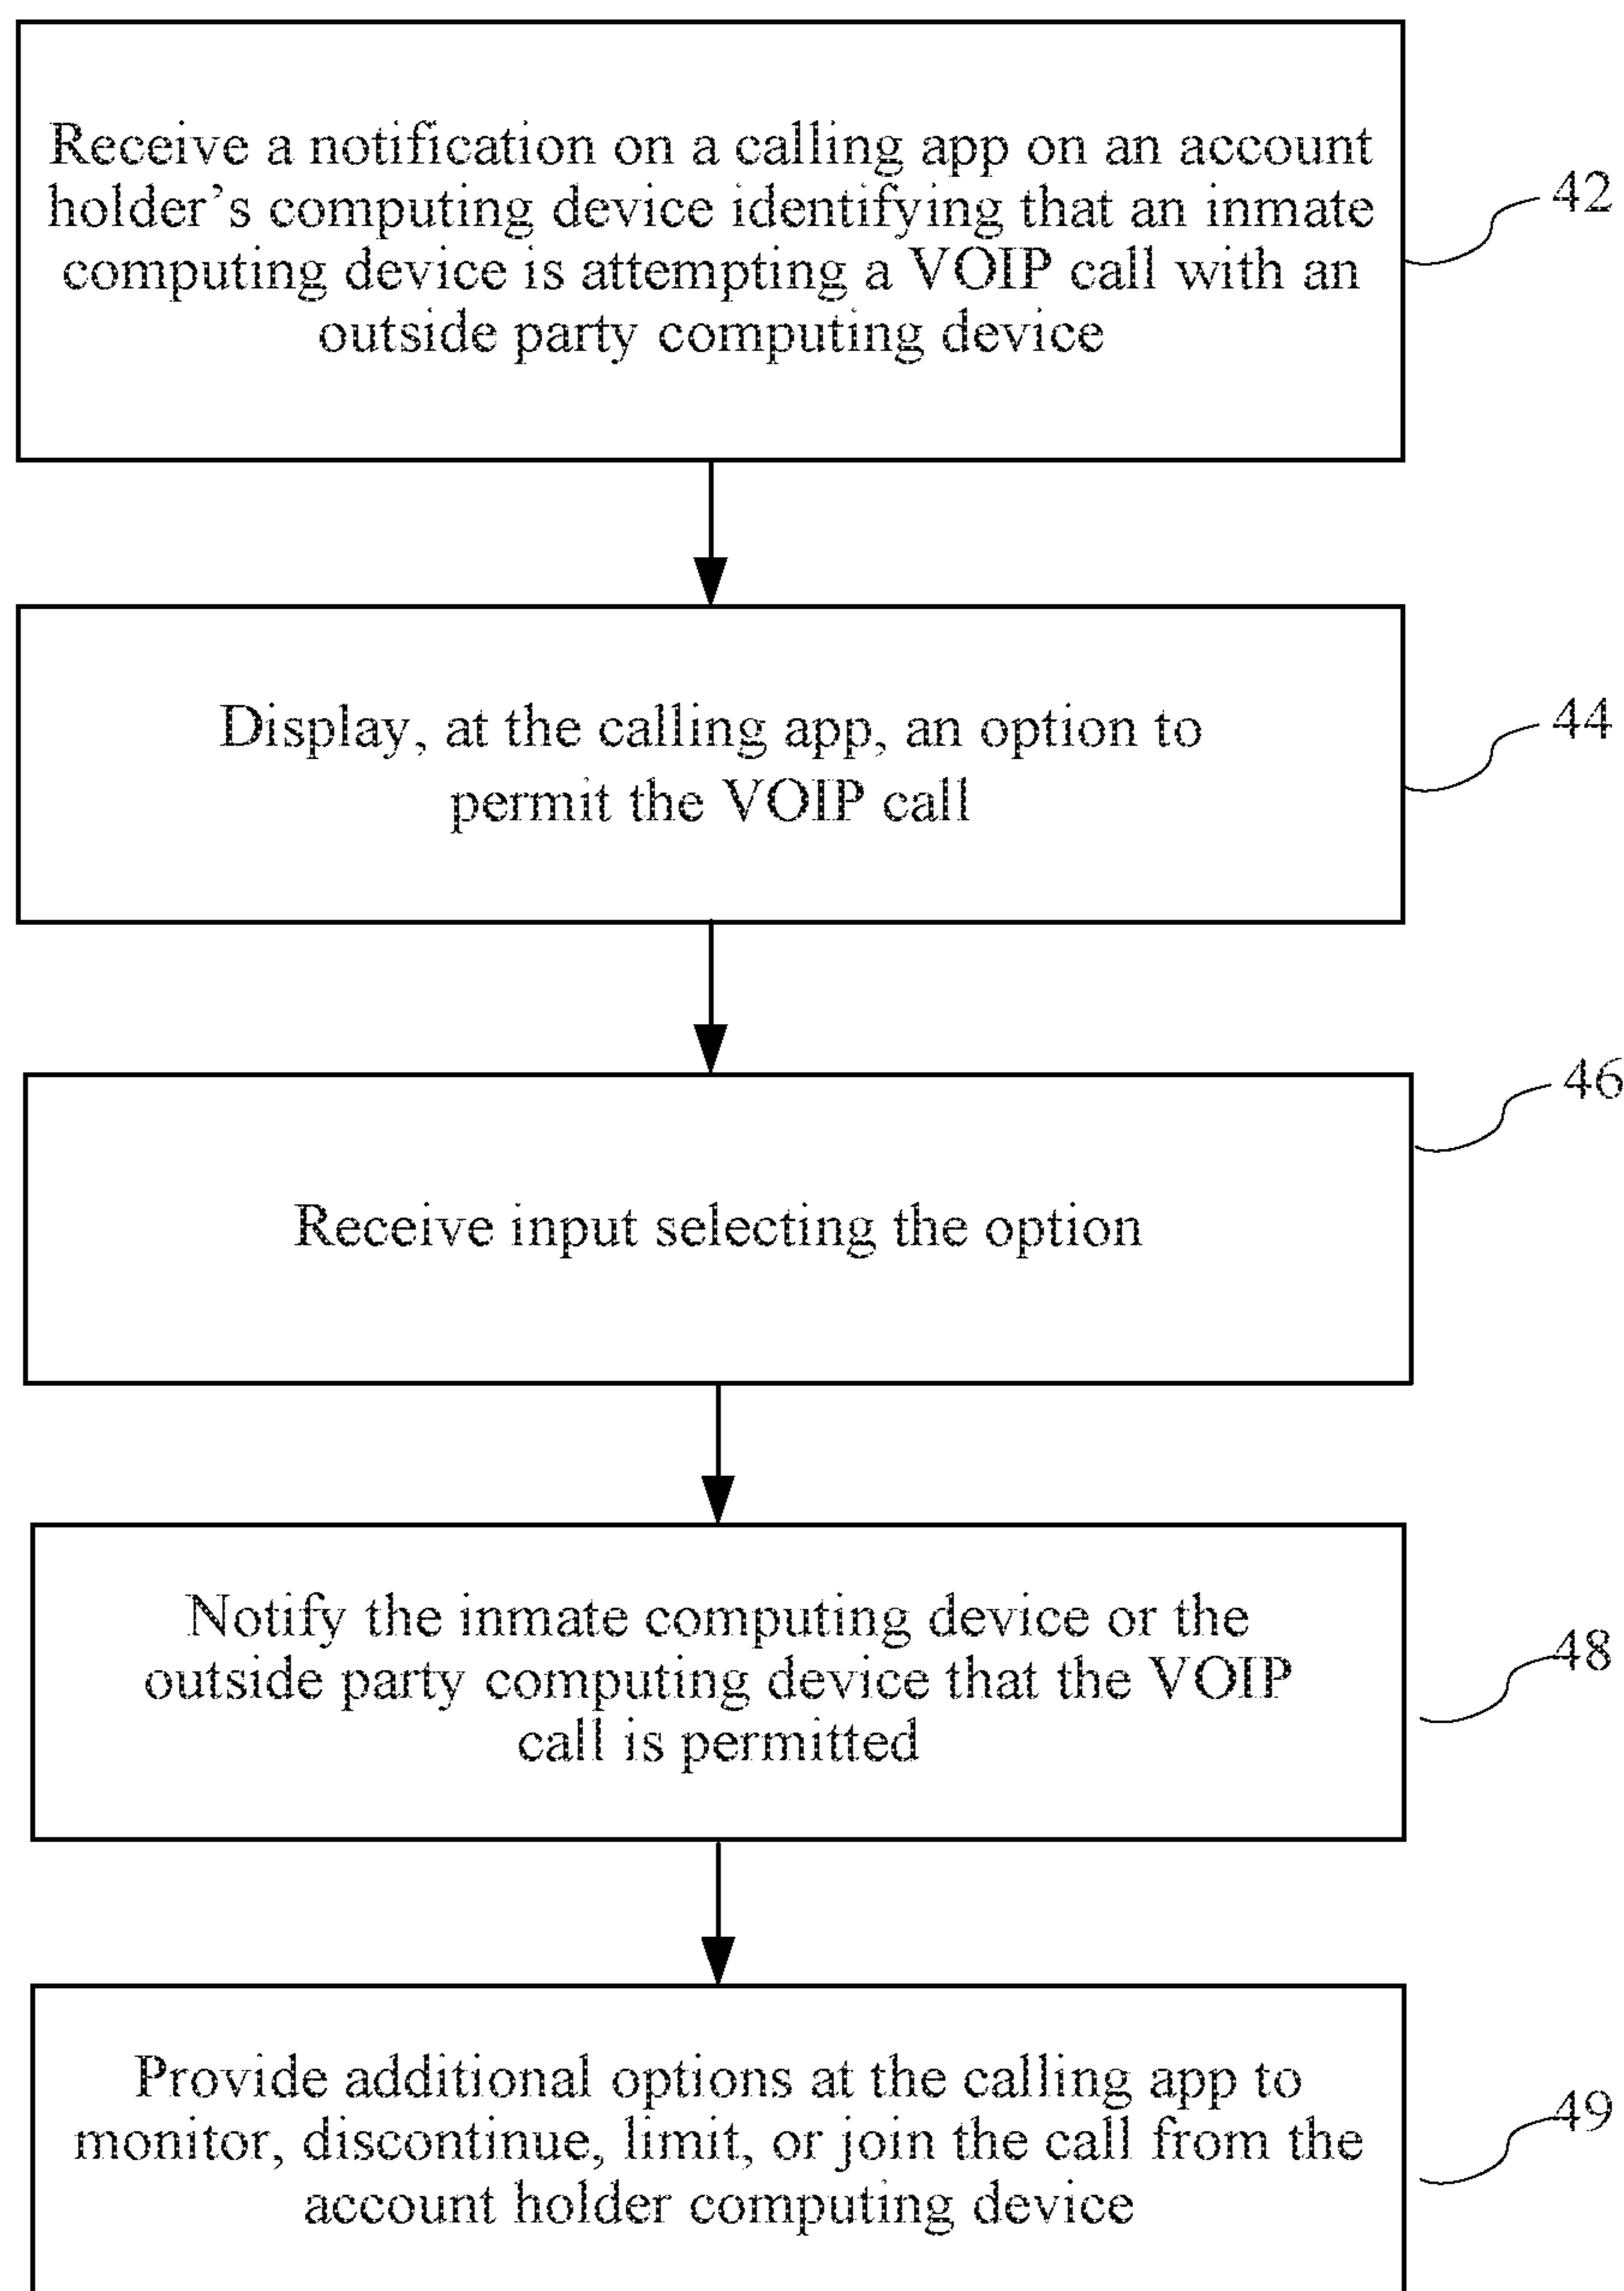 Receive a notification on a calling app on an account
holder’s computing device identifying that an inmate
computing device is attempting a VOIP call with an
outside party computing device
42
Display, at the calling app, an option to
permit the VOIP call
44
Receive input selecting the option
46
Notify the inmate computing device or the
outside party computing device that the VOIP
call is permitted
48
Provide additional options at the calling app to
monitor, discontinue, limit, or join the call from the
account holder computing device
49